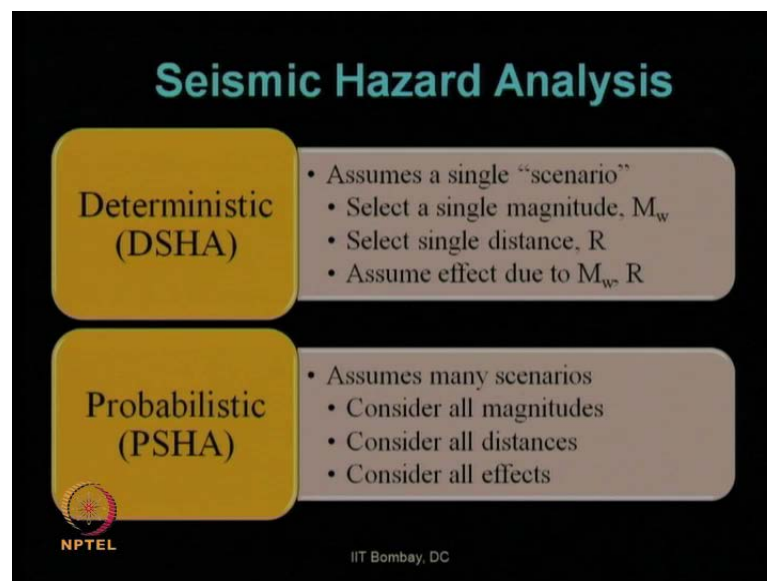 Seismic Hazard Analysis
Deterministic
(DSHA)
• Assumes a single “scenario”
• Select a single magnitude, Mw
• Select single distance, R
• Assume effect due to Mw, R
Probabilistic
(PSHA)
• Assumes many scenarios
• Consider all magnitudes
• Consider all distances
• Consider all effects
NPTEL
IIT Bombay, DC